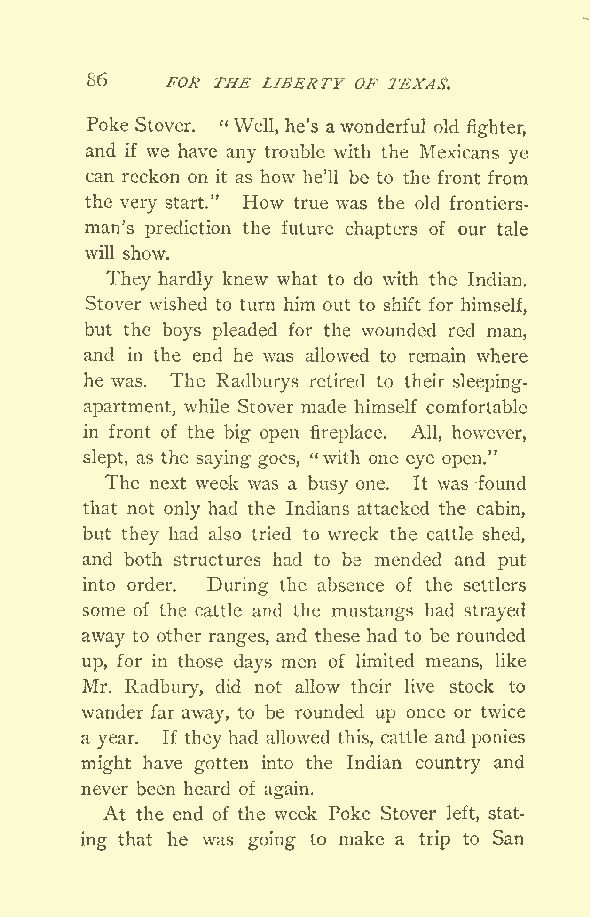 86 FOR THE LIBERTY OF TEXAS.
Poke Stover. "Well, he's a wonderful old fighter,
and if we have any trouble with the Mexicans ye
can reckon on it as how he'll be to the front from
the very start." How true was the old frontiers-
man's prediction the future chapters of our tale
will show.
They hardly knew what to do with the Indian.
Stover wished to turn him out to shift for himself,
but the boys pleaded for the wounded red man,
and in the end he was allowed to remain where
he was. The Radburys retired to their sleeping-
apartment, while Stover made himself comfortable
in front of the big open fireplace. All, however,
slept, as the saying goes, "with one eye open."
The next week was a busy one. It was found
that not only had the Indians attacked the cabin,
but they had also tried to wreck the cattle shed,
and both structures had to be mended and put
into order. During the absence of the settlers
some of the cattle and the mustangs had strayed
away to other ranges, and these had to be rounded
up, for in those days men of limited means, like
Mr. Radbury, did not allow their live stock to
wander far away, to be rounded up once or twice
a year. If they had allowed this, cattle and ponies
might have gotten into the Indian country and
never been heard of again.
At the end of the week Poke Stover left, stat-
ing that he was going to make a trip to San